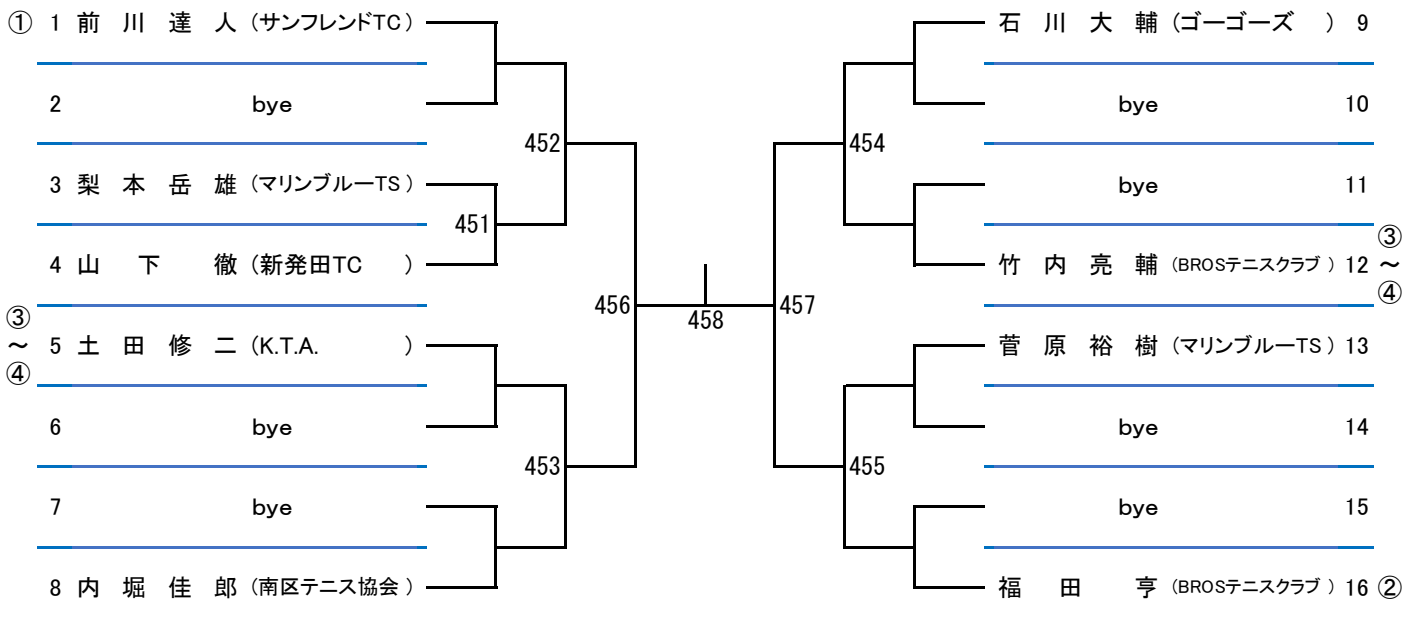 ① 1 前川達人 (サンフレンドTC)
2 bye
452
3 梨本岳雄 (マリンブルーTS)
451
4 山下徹 (新発田TC)
456
③～④
5 土田修二 (K.T.A.)
6 bye
453
7 bye
8 内堀佳郎 (南区テニス協会)
458
石川大輔 (ゴーゴーズ) 9
bye 10
454
bye 11
竹内亮輔 (BROSテニスクラブ) 12
③～④
457
菅原裕樹 (マリンブルーTS) 13
bye 14
455
bye 15
福田亨 (BROSテニスクラブ) 16 ②